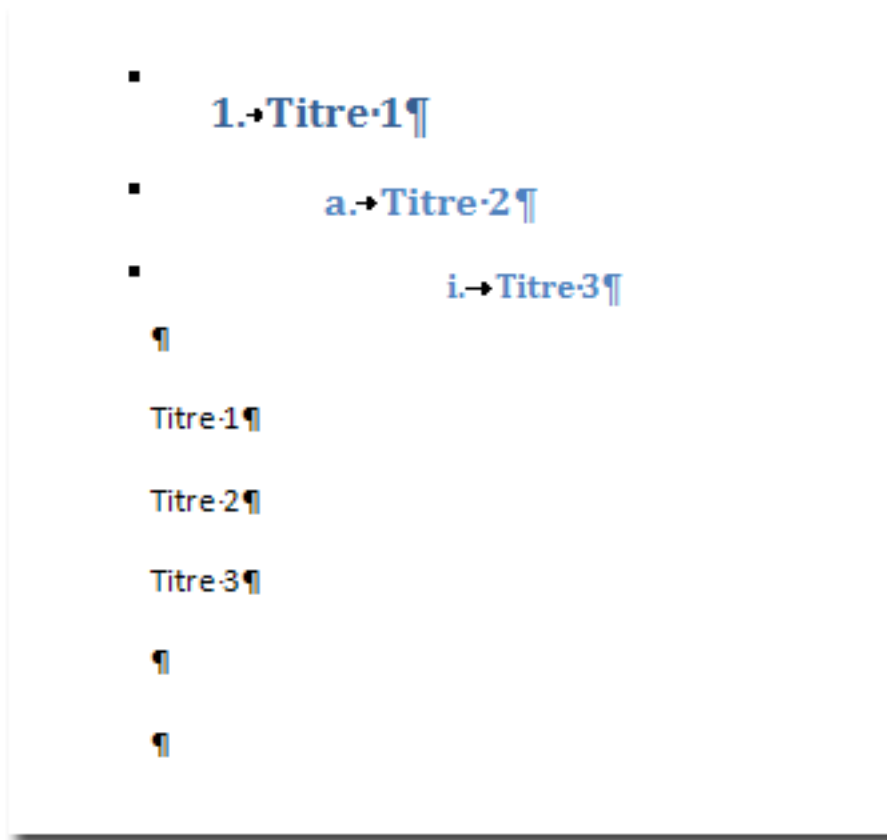 ▪
1.→Titre·1¶
▪
a.→Titre·2¶
▪
i.→Titre·3¶
¶
Titre·1¶
Titre·2¶
Titre·3¶
¶
¶